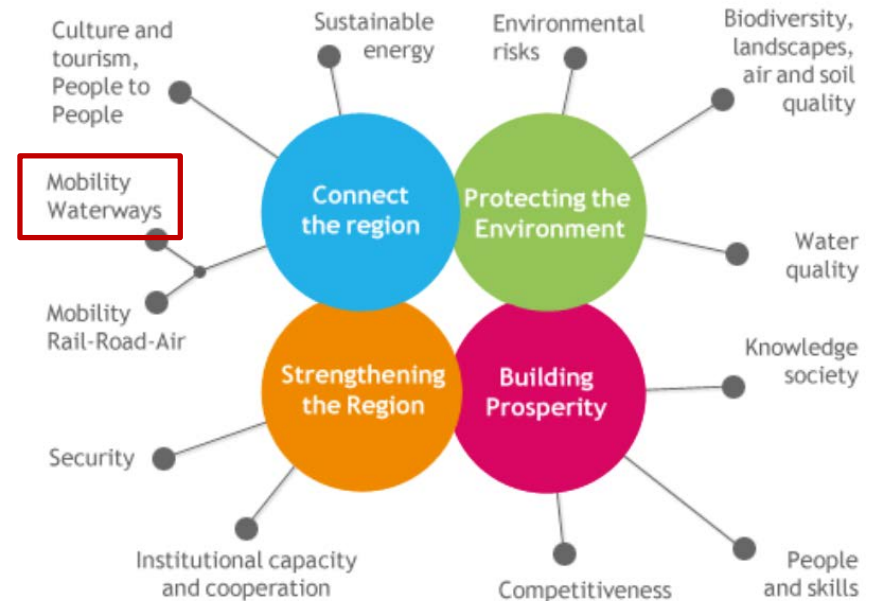 Culture and
tourism,
People to
People
Sustainable
energy
Environmental
risks
Biodiversity,
landscapes,
air and soil
quality
Mobility
Waterways
Connect
the region
Protecting the
Environment
Water
quality
Mobility
Rail-Road-Air
Strengthening
the Region
Building
Prosperity
Knowledge
society
Security
Institutional capacity
and cooperation
Competitiveness
People
and skills